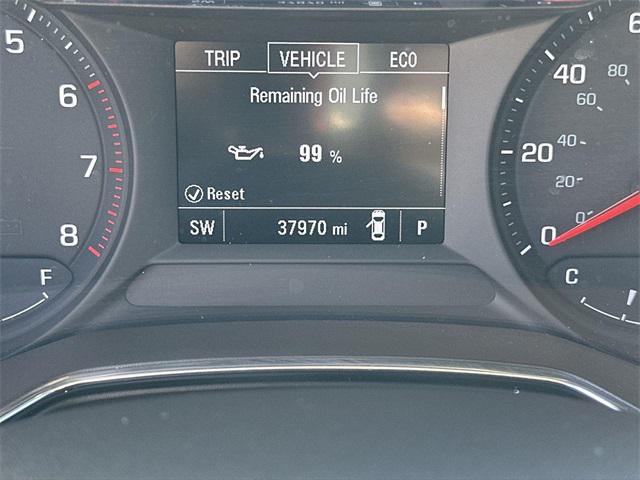 TRIP VEHICLE ECO
Remaining Oil Life
99 %
Reset
SW 37970 mi P
5
6
7
8
F
40
20
0
80
60
40
20
0
C